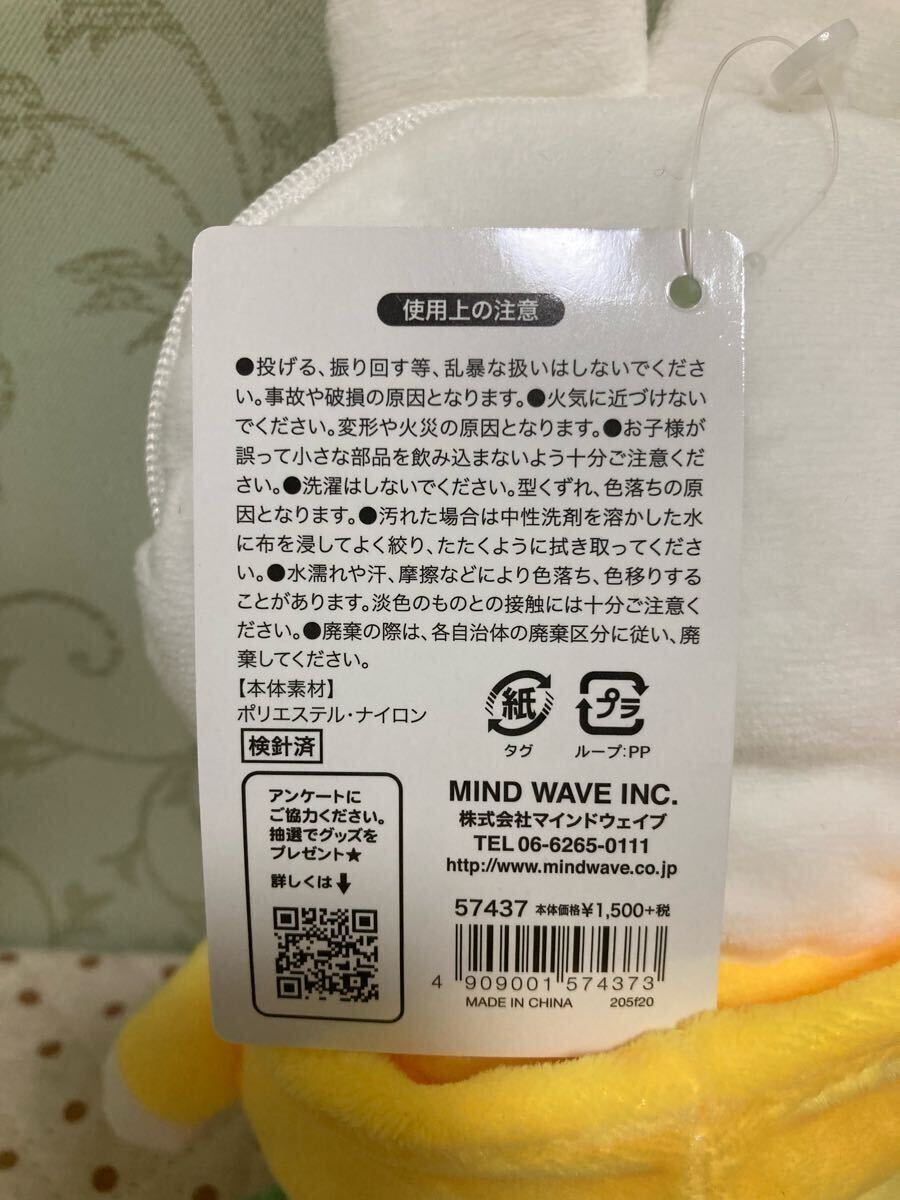 使用上の注意
●投げる、振り回す等、乱暴な扱いはしないでくださ
い。事故や破損の原因となります。●火気に近づけない
でください。変形や火災の原因となります。●お子様が
誤って小さな部品を飲み込まないよう十分ご注意くだ
さい。●洗濯はしないでください。型くずれ、色落ちの原
因となります。●汚れた場合は中性洗剤を溶かした水
に布を浸してよく絞り、たたくように拭き取ってくださ
い。●水濡れや汗、摩擦などにより色落ち、色移りする
ことがあります。淡色のものとの接触には十分ご注意く
ださい。●廃棄の際は、各自治体の廃棄区分に従い、廃
棄してください。
【本体素材】
ポリエステル・ナイロン
検針済
紙
タグ
プラ
ループ:PP
アンケートに
ご協力ください。
抽選でグッズを
プレゼント★
詳しくは↓
MIND WAVE INC.
株式会社マインドウェイブ
TEL 06-6265-0111
http://www.mindwave.co.jp
57437 本体価格¥1,500+税
4 909001 574373
MADE IN CHINA 205f20